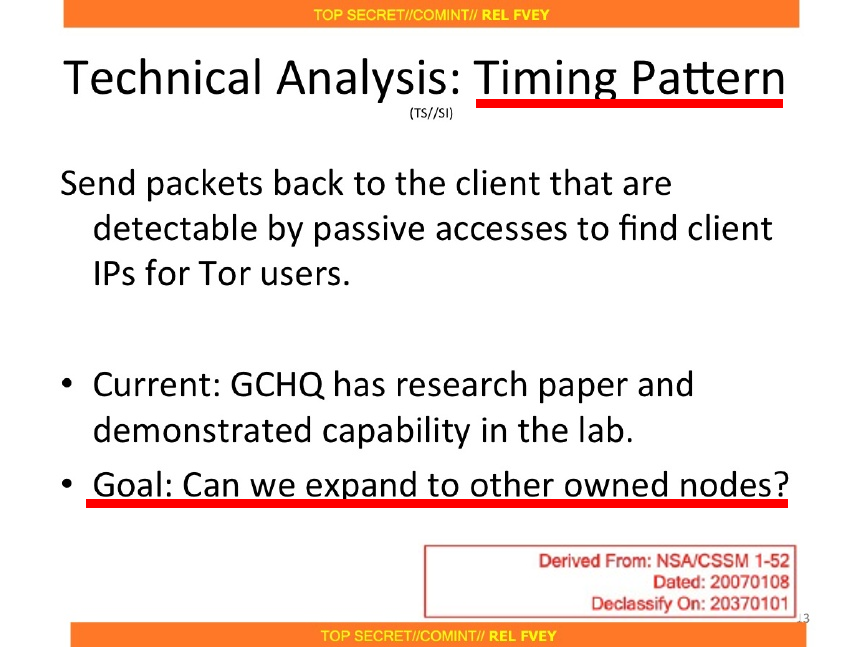 TOP SECRET//COMINT// REL FVEY
Technical Analysis: Timing Pattern
(TS//SI)
Send packets back to the client that are
detectable by passive accesses to find client
IPs for Tor users.
• Current: GCHQ has research paper and
demonstrated capability in the lab.
• Goal: Can we expand to other owned nodes?
Derived From: NSA/CSSM 1-52
Dated: 20070108
Declassify On: 20370101
13
TOP SECRET//COMINT// REL FVEY